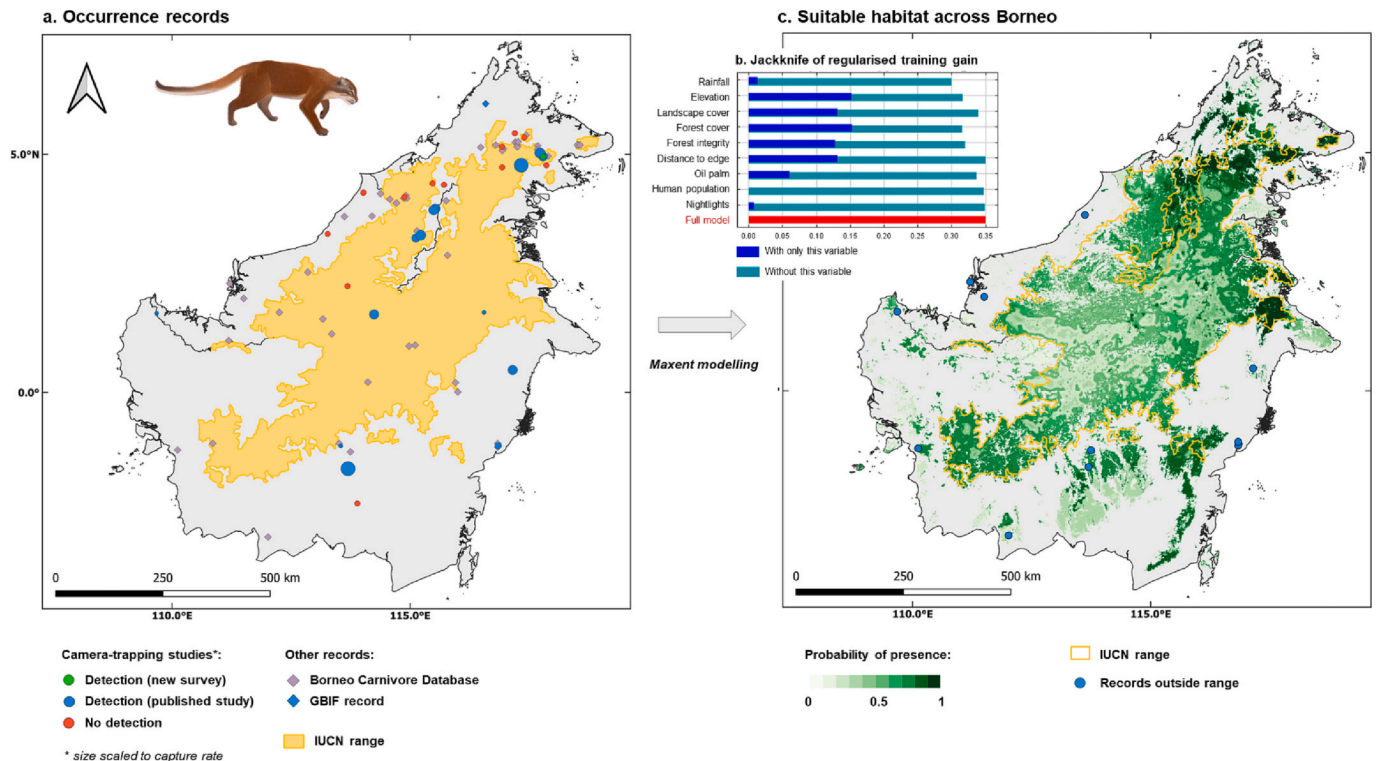 a. Occurrence records
5.0°N
0.0°
0
250
500 km
110.0°E
115.0°E
Camera-trapping studies*:
Detection (new survey)
Detection (published study)
No detection
* size scaled to capture rate
Other records:
Borneo Carnivore Database
GBIF record
IUCN range
Maxent modelling
c. Suitable habitat across Borneo
b. Jackknife of regularised training gain
Rainfall
Elevation
Landscape cover
Forest cover
Forest integrity
Distance to edge
Oil palm
Human population
Nightlights
Full model
0.00 0.05 0.10 0.15 0.20 0.25 0.30 0.35
With only this variable
Without this variable
0
250
500 km
110.0°E
115.0°E
Probability of presence:
0 0.5 1
IUCN range
Records outside range